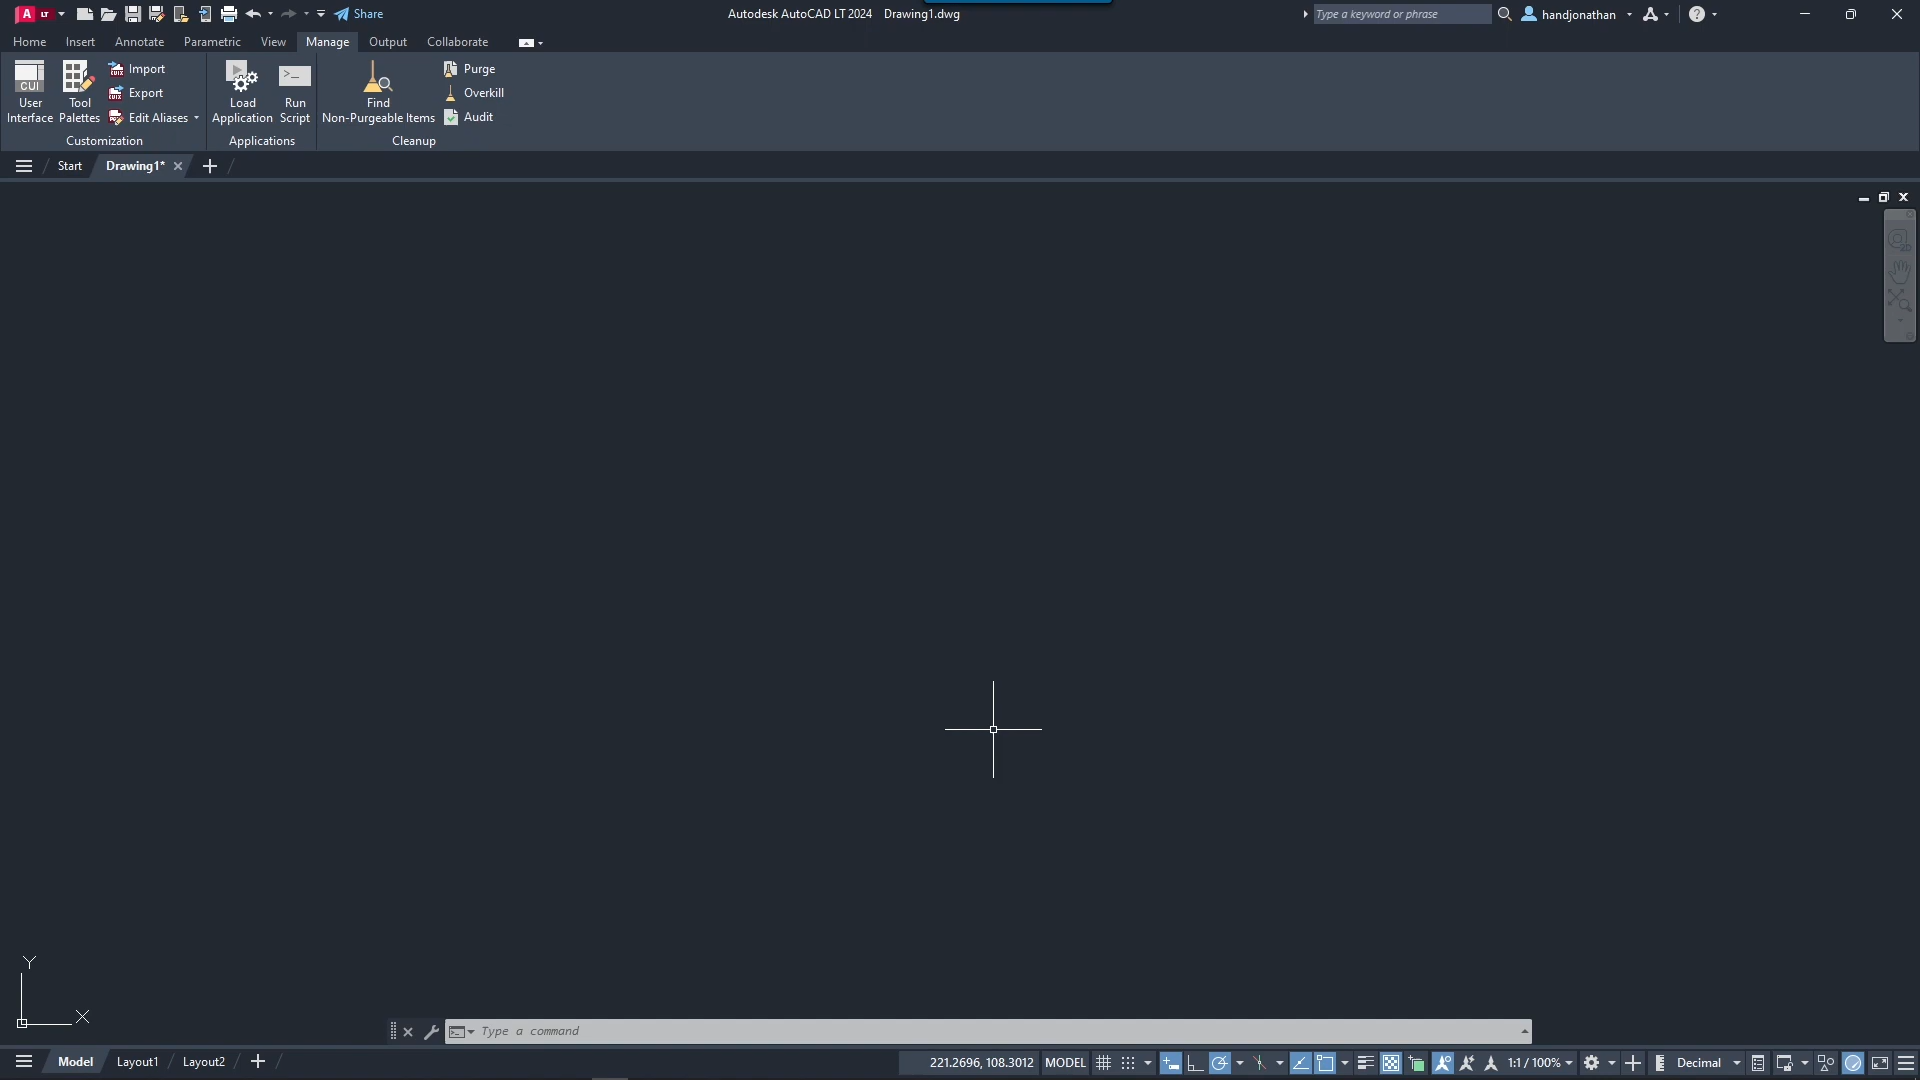 A LT Share Autodesk AutoCAD LT 2024 Drawing1.dwg Type a keyword or phrase handjonathan ?
Home Insert Annotate Parametric View Manage Output Collaborate
CUI User Interface
Tool Palettes
Import
Export
Edit Aliases
Customization
Load Application
Run Script
Applications
Find Non-Purgeable Items
Purge
Overkill
Audit
Cleanup
Start Drawing1* +
2D
Y
X
Type a command
Model Layout1 Layout2 + 221.2696, 108.3012 MODEL 1:1 / 100% Decimal